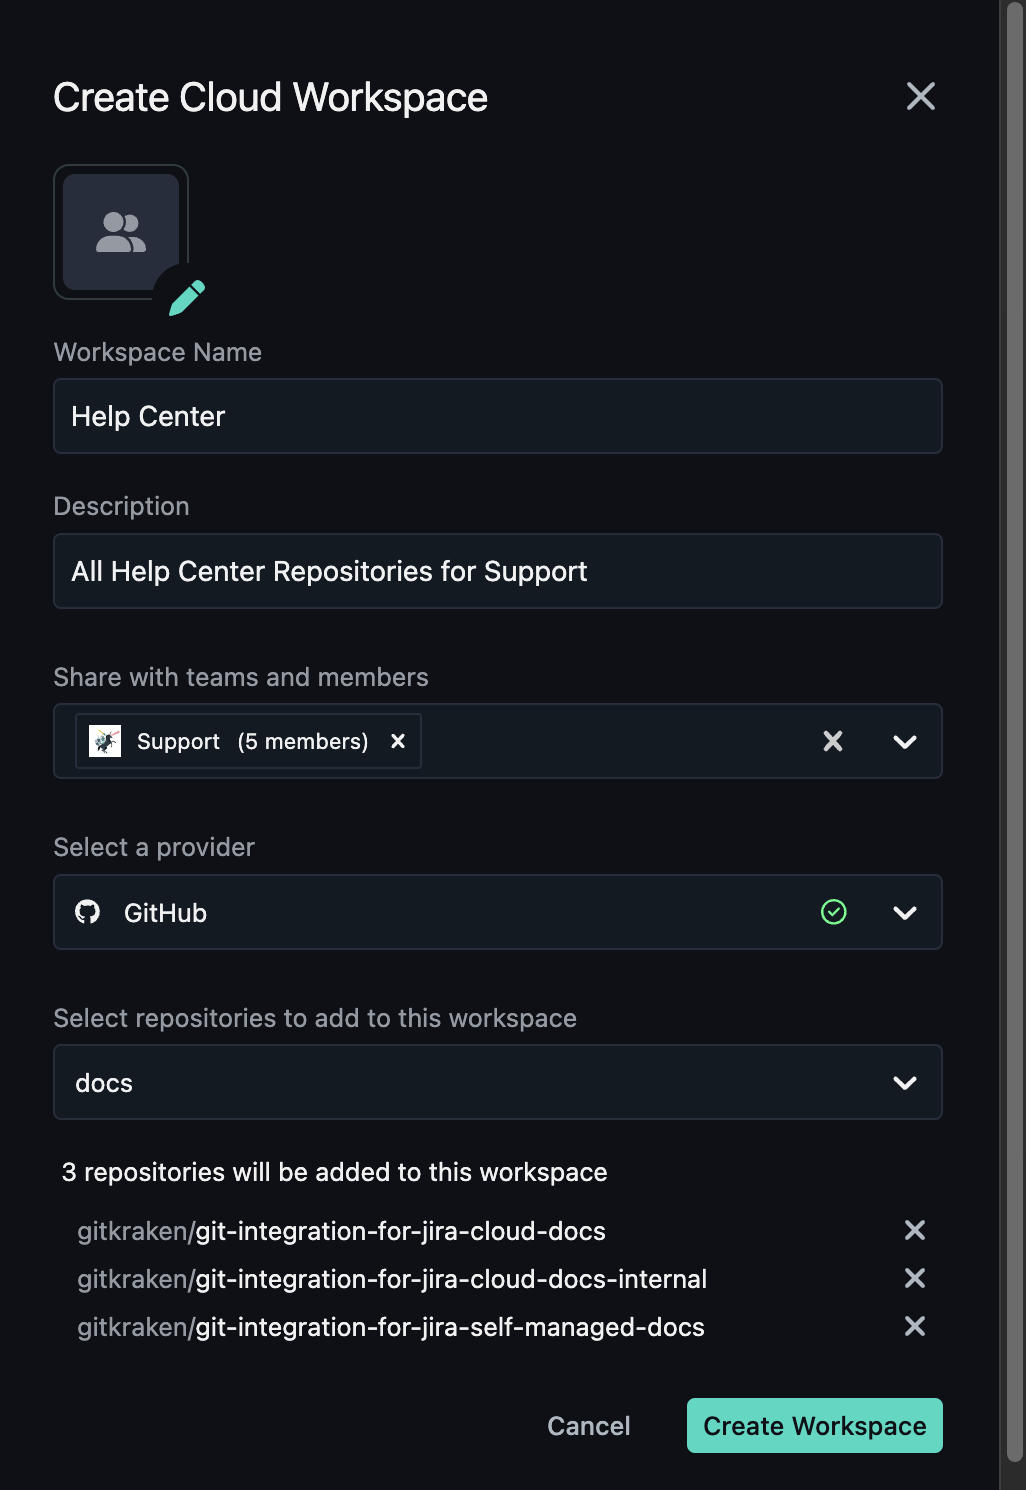 Create Cloud Workspace
Workspace Name
Help Center
Description
All Help Center Repositories for Support
Share with teams and members
Support (5 members)
Select a provider
GitHub
Select repositories to add to this workspace
docs
3 repositories will be added to this workspace
gitkraken/git-integration-for-jira-cloud-docs
gitkraken/git-integration-for-jira-cloud-docs-internal
gitkraken/git-integration-for-jira-self-managed-docs
Cancel Create Workspace